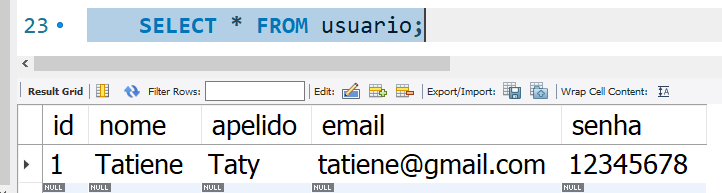 23 SELECT * FROM usuario;
Result Grid Filter Rows: Edit: Export/Import: Wrap Cell Content: IA
id nome apelido email senha
1 Tatiene Taty tatiene@gmail.com 12345678
NULL NULL NULL NULL NULL